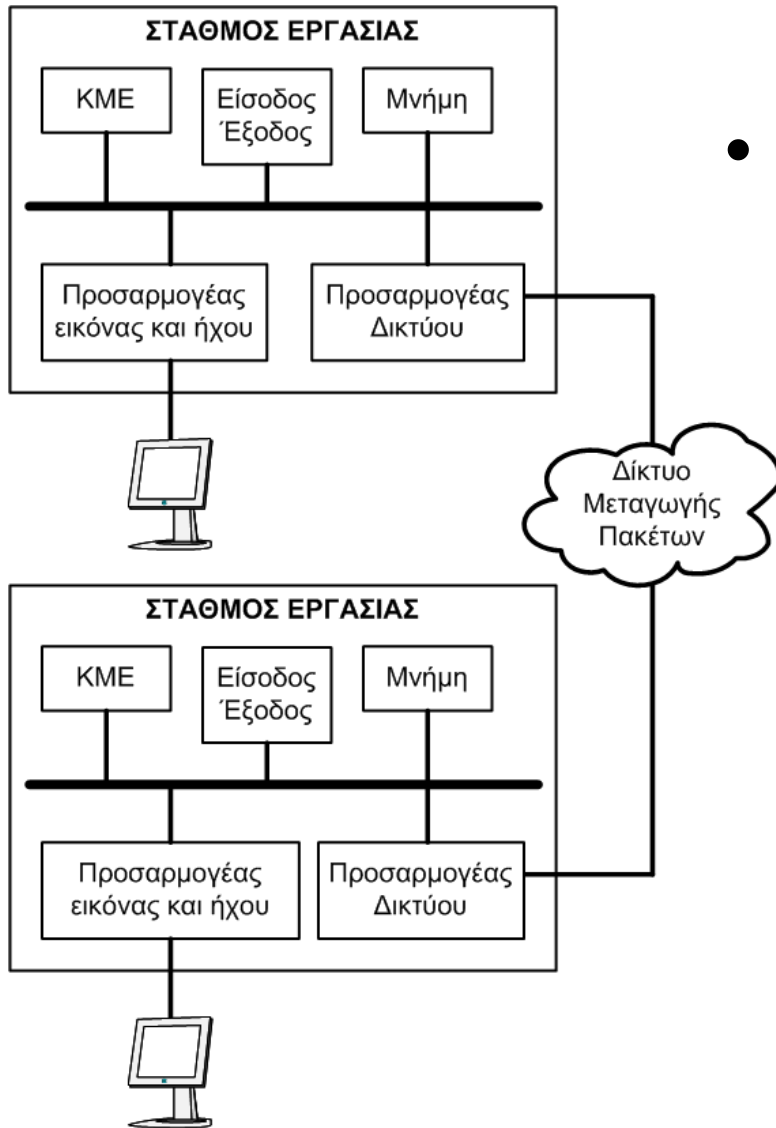 ΣΤΑΘΜΟΣ ΕΡΓΑΣΙΑΣ
ΚΜΕ
Είσοδος
Έξοδος
Μνήμη
Προσαρμογέας
εικόνας και ήχου
Προσαρμογέας
Δικτύου
Δίκτυο
Μεταγωγής
Πακέτων
ΣΤΑΘΜΟΣ ΕΡΓΑΣΙΑΣ
ΚΜΕ
Είσοδος
Έξοδος
Μνήμη
Προσαρμογέας
εικόνας και ήχου
Προσαρμογέας
Δικτύου